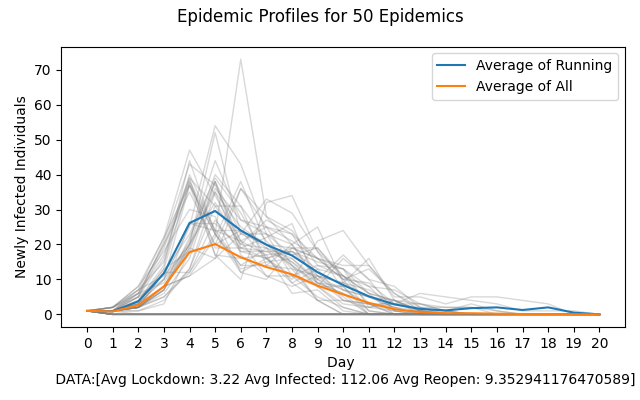 Epidemic Profiles for 50 Epidemics
Average of Running
Average of All
Newly Infected Individuals
70
60
50
40
30
20
10
0
0 1 2 3 4 5 6 7 8 9 10 11 12 13 14 15 16 17 18 19 20
Day
DATA:[Avg Lockdown: 3.22 Avg Infected: 112.06 Avg Reopen: 9.352941176470589]